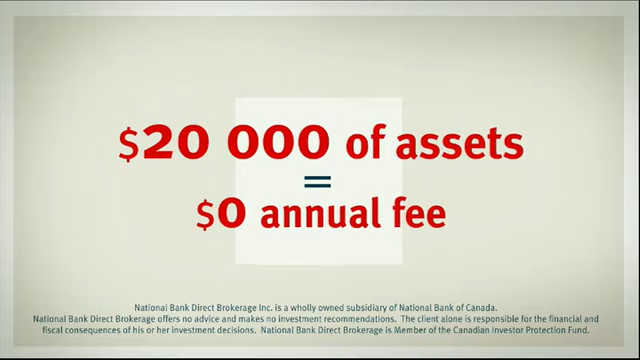 $20 000 of assets
=
$0 annual fee
National Bank Direct Brokerage Inc. is a wholly owned subsidiary of National Bank of Canada.
National Bank Direct Brokerage offers no advice and makes no investment recommendations. The client alone is responsible for the financial and
fiscal consequences of his or her investment decisions. National Bank Direct Brokerage is Member of the Canadian Investor Protection Fund.